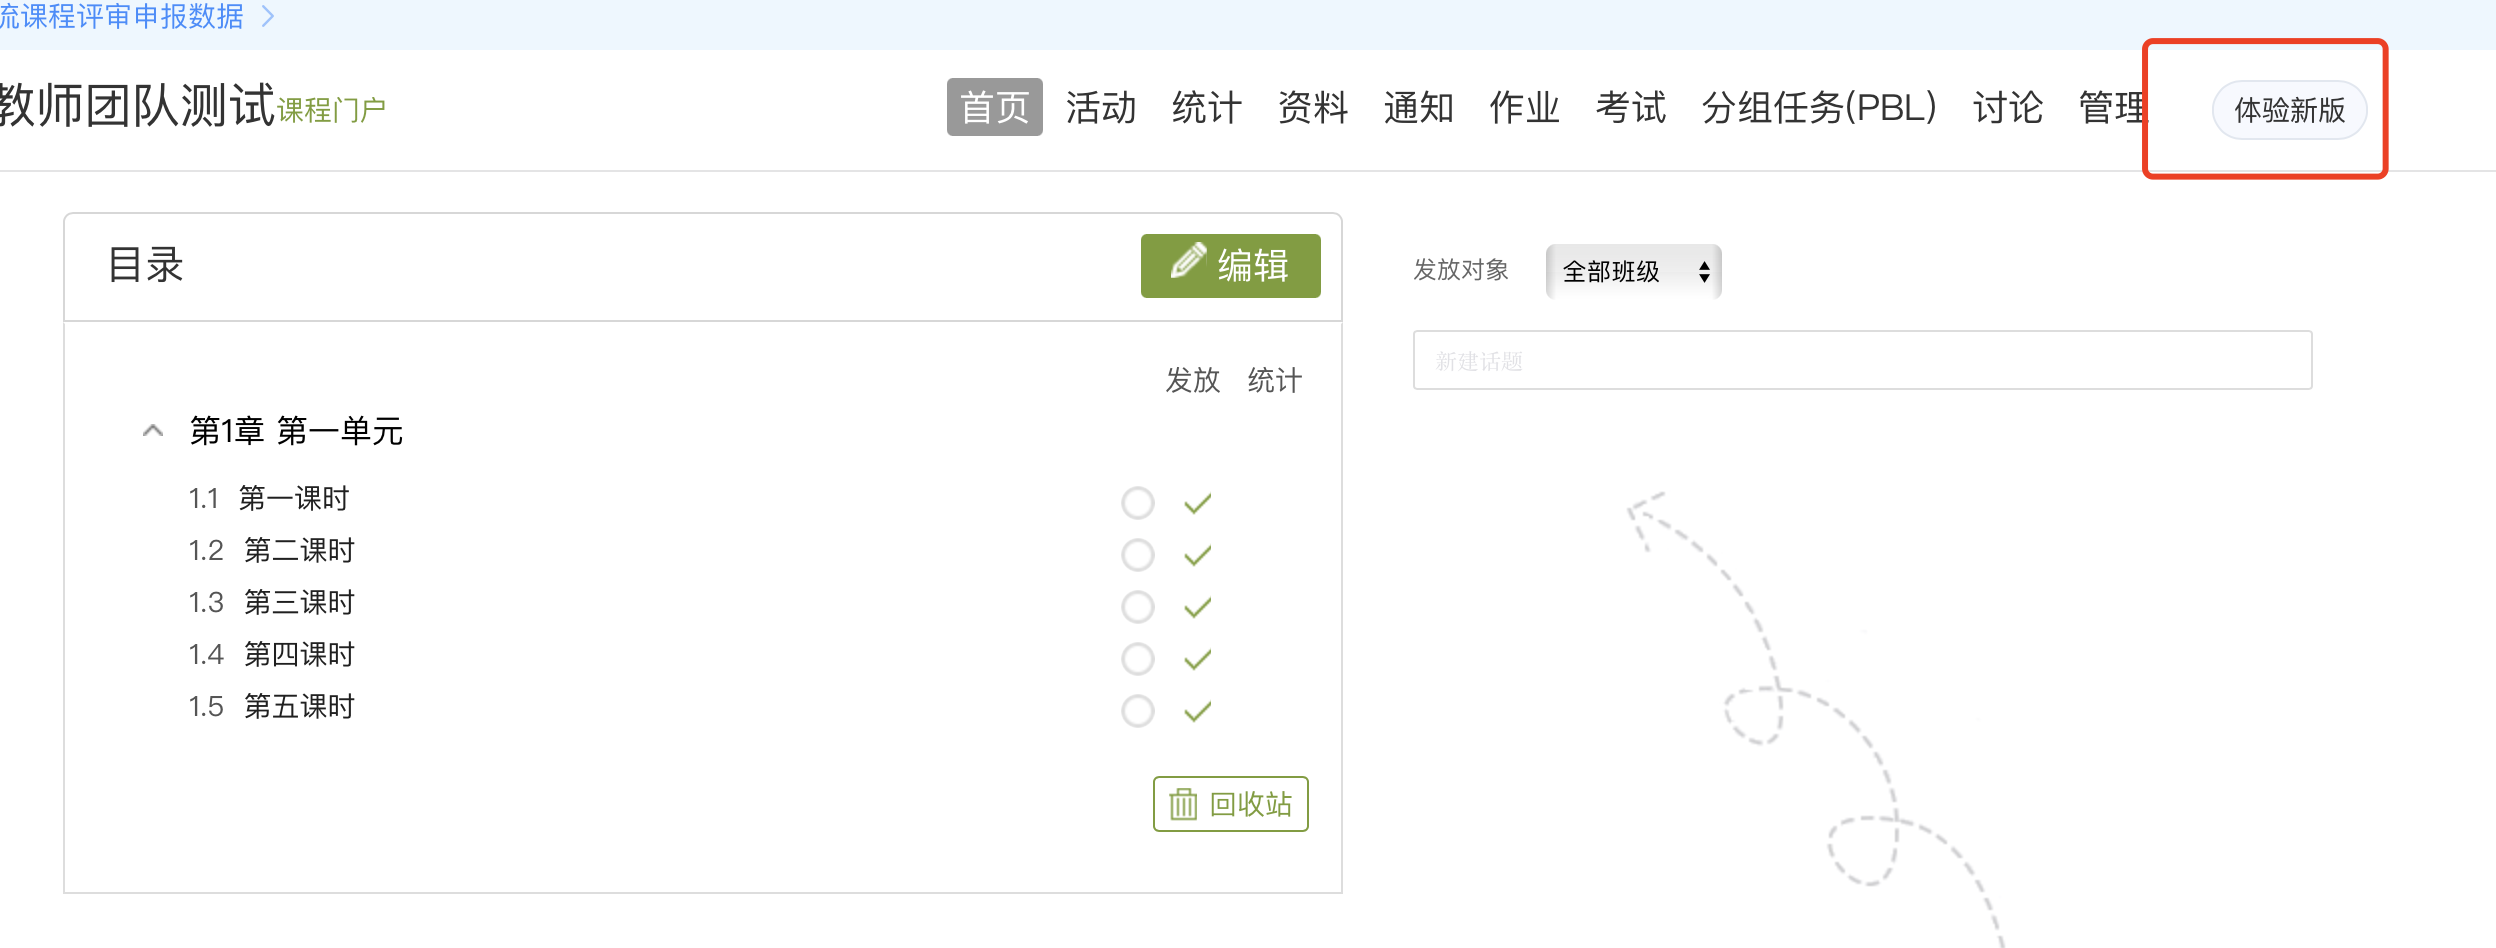 充课程评审申报数据
教师团队测试 课程门户
首页 活动 统计 资料 通知 作业 考试 分组任务(PBL) 讨论 管理 体验新版
目录 编辑
发放对象 全部班级
新建话题
发放 统计
第1章 第一单元
1.1 第一课时
1.2 第二课时
1.3 第三课时
1.4 第四课时
1.5 第五课时
回收站